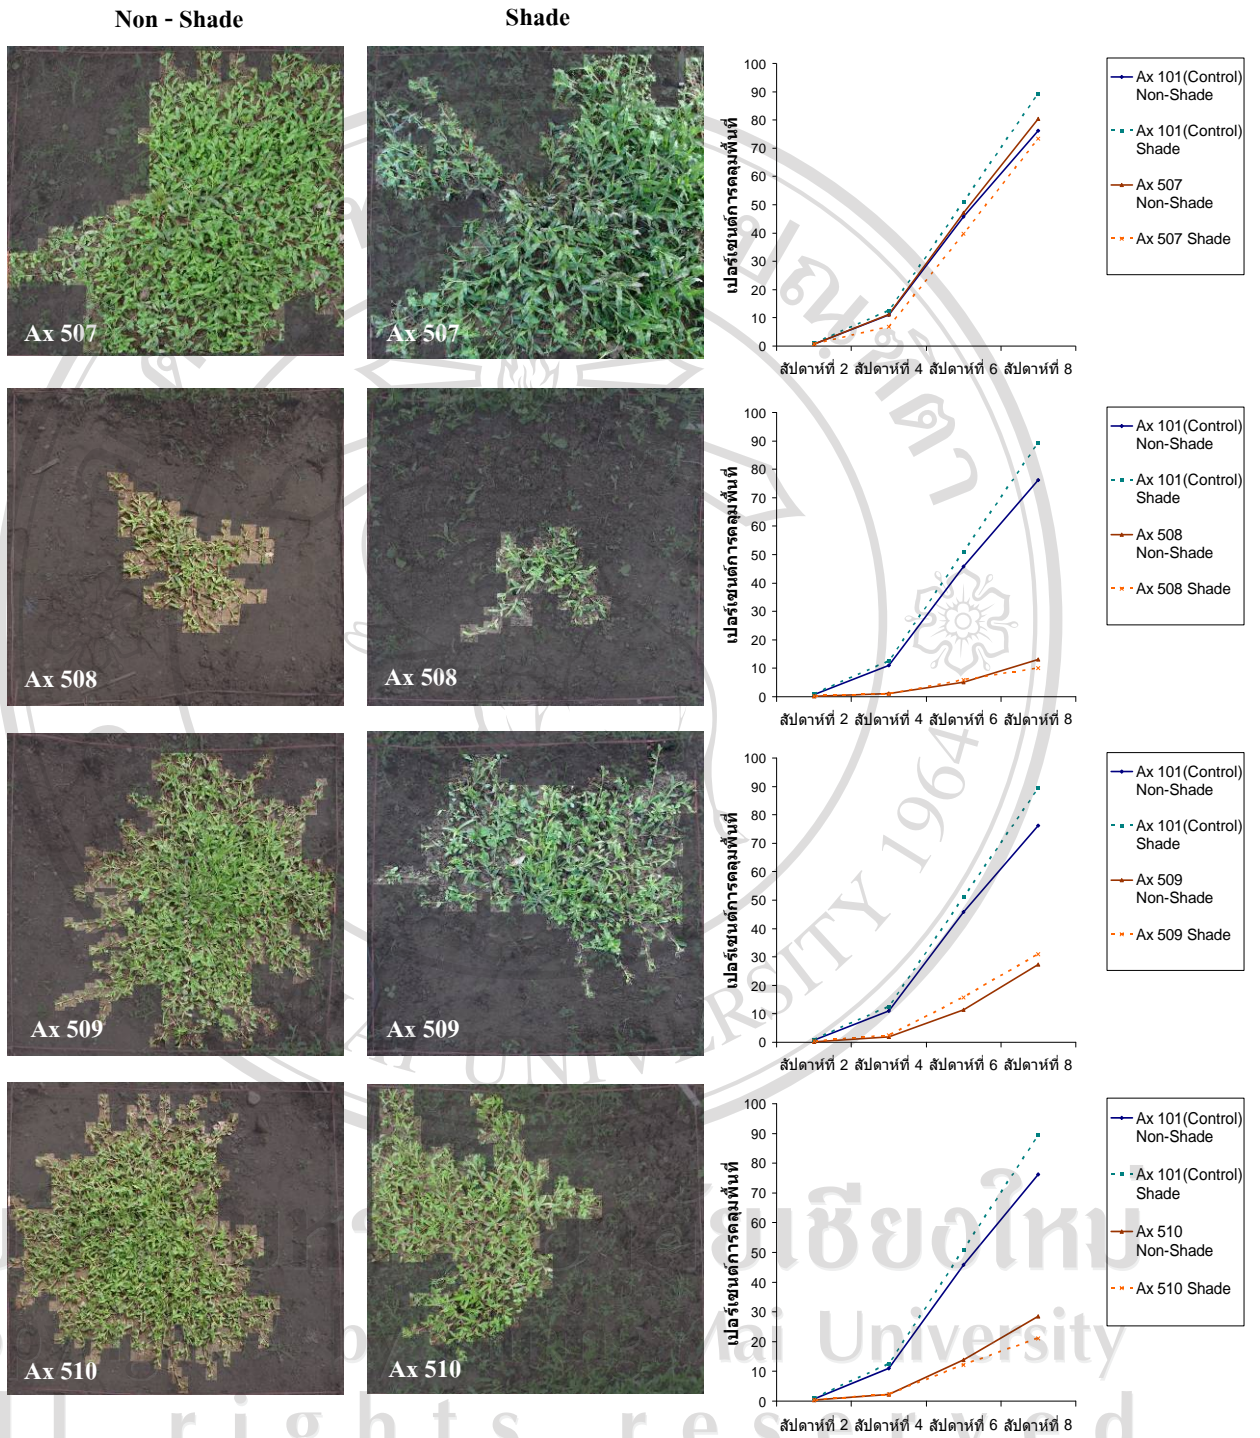 Non - Shade
Shade
Ax 507
Ax 507
เปอร์เซนต์การคลุมพื้นที่
100
90
80
70
60
50
40
30
20
10
0
สัปดาห์ที่ 2 สัปดาห์ที่ 4 สัปดาห์ที่ 6 สัปดาห์ที่ 8
Ax 101(Control)
Non-Shade
Ax 101(Control)
Shade
Ax 507
Non-Shade
Ax 507 Shade
Ax 508
Ax 508
เปอร์เซนต์การคลุมพื้นที่
100
90
80
70
60
50
40
30
20
10
0
สัปดาห์ที่ 2 สัปดาห์ที่ 4 สัปดาห์ที่ 6 สัปดาห์ที่ 8
Ax 101(Control)
Non-Shade
Ax 101(Control)
Shade
Ax 508
Non-Shade
Ax 508 Shade
Ax 509
Ax 509
เปอร์เซนต์การคลุมพื้นที่
100
90
80
70
60
50
40
30
20
10
0
สัปดาห์ที่ 2 สัปดาห์ที่ 4 สัปดาห์ที่ 6 สัปดาห์ที่ 8
Ax 101(Control)
Non-Shade
Ax 101(Control)
Shade
Ax 509
Non-Shade
Ax 509 Shade
Ax 510
Ax 510
เปอร์เซนต์การคลุมพื้นที่
100
90
80
70
60
50
40
30
20
10
0
สัปดาห์ที่ 2 สัปดาห์ที่ 4 สัปดาห์ที่ 6 สัปดาห์ที่ 8
Ax 101(Control)
Non-Shade
Ax 101(Control)
Shade
Ax 510
Non-Shade
Ax 510 Shade
UNIVERSITY 1964
Mai University
rights reserved